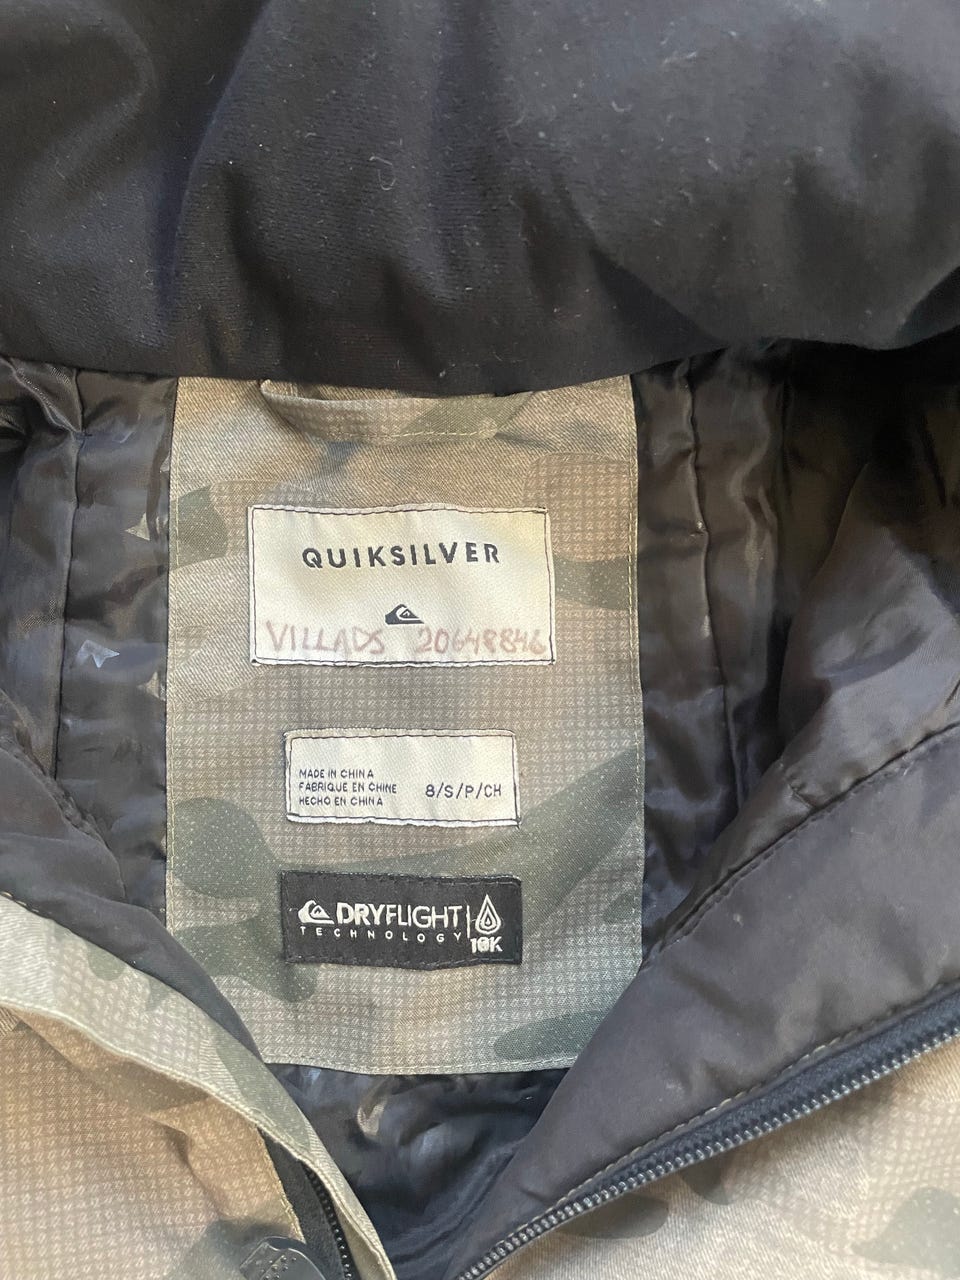 QUIKSILVER
VILLADS 20648846
MADE IN CHINA
FABRIQUE EN CHINE
HECHO EN CHINA
8/S/P/CH
DRYFLIGHT
TECHNOLOGY
10K